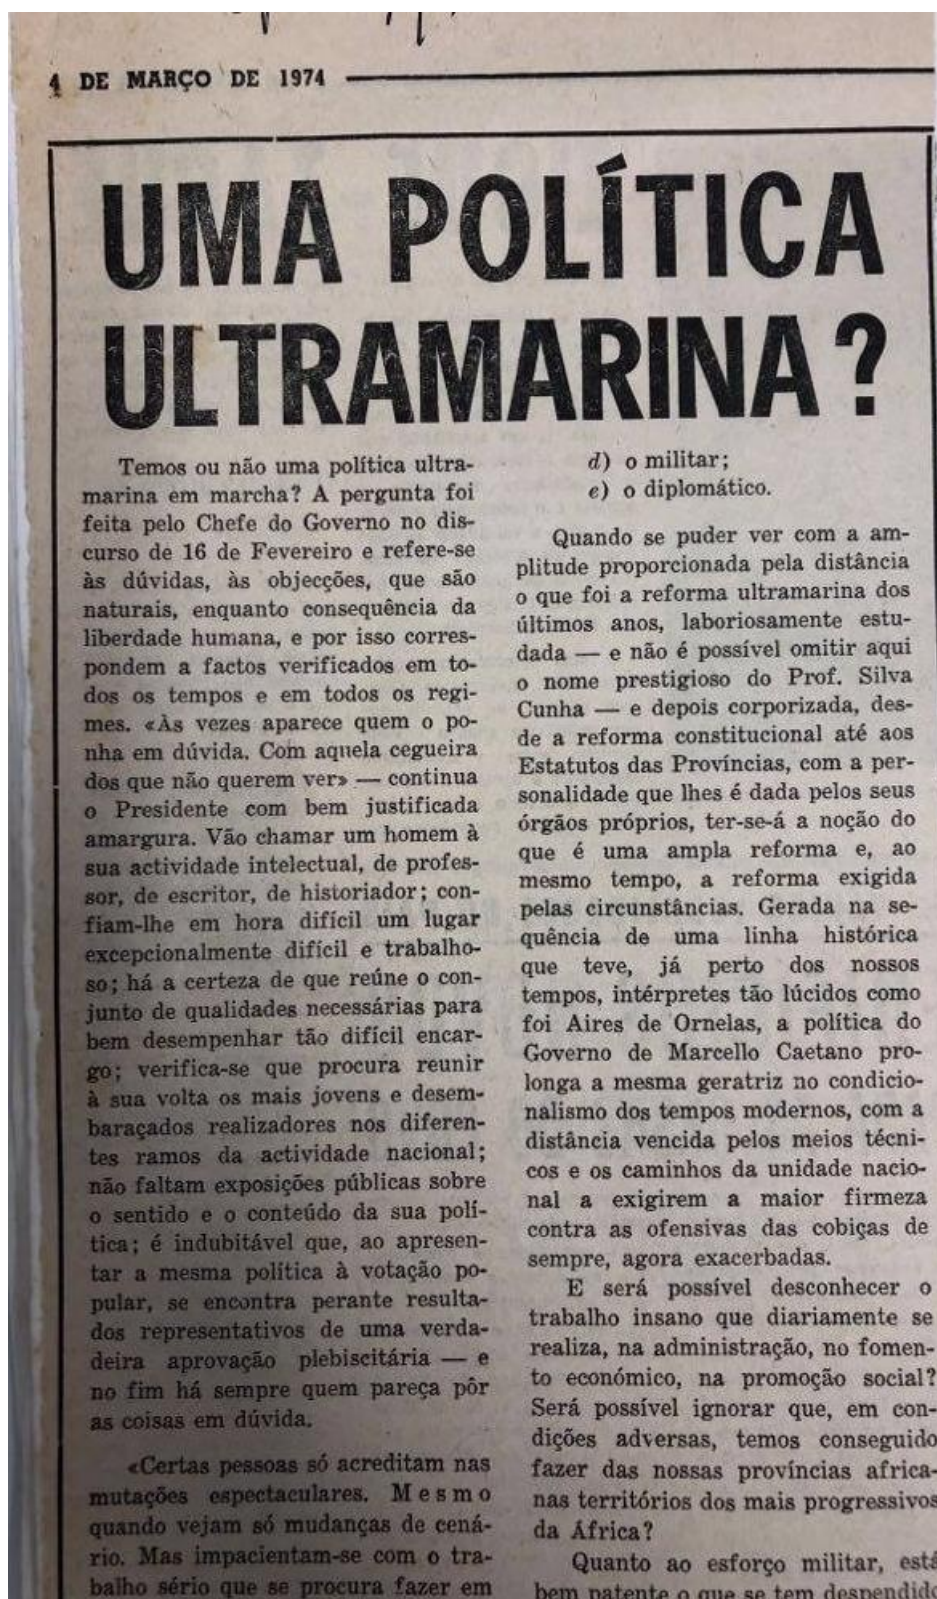 4 DE MARÇO DE 1974
UMA POLÍTICA
ULTRAMARINA?
Temos ou não uma política ultra-
marina em marcha? A pergunta foi
feita pelo Chefe do Governo no dis-
curso de 16 de Fevereiro e refere-se
às dúvidas, às objecções, que são
naturais, enquanto consequência da
liberdade humana, e por isso corres-
pondem a factos verificados em to-
dos os tempos e em todos os regi-
mes. «Às vezes aparece quem o po-
nha em dúvida. Com aquela cegueira
dos que não querem ver» — continua
o Presidente com bem justificada
amargura. Vão chamar um homem à
sua actividade intelectual, de profes-
sor, de escritor, de historiador; con-
fiam-lhe em hora difícil um lugar
excepcionalmente difícil e trabalho-
so; há a certeza de que reúne o con-
junto de qualidades necessárias para
bem desempenhar tão difícil encar-
go; verifica-se que procura reunir
à sua volta os mais jovens e desem-
baraçados realizadores nos diferen-
tes ramos da actividade nacional;
não faltam exposições públicas sobre
o sentido e o conteúdo da sua polí-
tica; é indubitável que, ao apresen-
tar a mesma política à votação po-
pular, se encontra perante resulta-
dos representativos de uma verda-
deira aprovação plebiscitária — e
no fim há sempre quem pareça pôr
as coisas em dúvida.
«Certas pessoas só acreditam nas
mutações espectaculares. Mesmo
quando vejam só mudanças de cená-
rio. Mas impacientam-se com o tra-
balho sério que se procura fazer em
d) o militar;
e) o diplomático.
Quando se puder ver com a am-
plitude proporcionada pela distância
o que foi a reforma ultramarina dos
últimos anos, laboriosamente estu-
dada — e não é possível omitir aqui
o nome prestigioso do Prof. Silva
Cunha — e depois corporizada, des-
de a reforma constitucional até aos
Estatutos das Províncias, com a per-
sonalidade que lhes é dada pelos seus
órgãos próprios, ter-se-á a noção do
que é uma ampla reforma e, ao
mesmo tempo, a reforma exigida
pelas circunstâncias. Gerada na se-
quência de uma linha histórica
que teve, já perto dos nossos
tempos, intérpretes tão lúcidos como
foi Aires de Ornelas, a política do
Governo de Marcello Caetano pro-
longa a mesma geratriz no condicio-
nalismo dos tempos modernos, com a
distância vencida pelos meios técni-
cos e os caminhos da unidade nacio-
nal a exigirem a maior firmeza
contra as ofensivas das cobiças de
sempre, agora exacerbadas.
E será possível desconhecer o
trabalho insano que diariamente se
realiza, na administração, no fomen-
to económico, na promoção social?
Será possível ignorar que, em con-
dições adversas, temos conseguido
fazer das nossas províncias africa-
nas territórios dos mais progressivos
da África?
Quanto ao esforço militar, está
bem patente o que se tem despendido